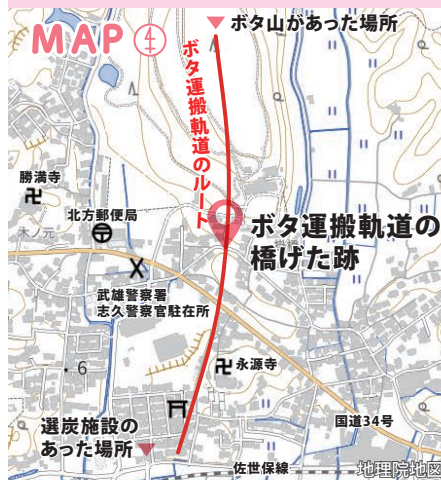 MAP
ボタ山があった場所
ボタ運搬軌道のルート
勝満寺
北方郵便局
木ノ元
ボタ運搬軌道の
橋げた跡
武雄警察署
志久警察官駐在所
永源寺
6
選炭施設の
あった場所
国道34号
佐世保線
地理院地図